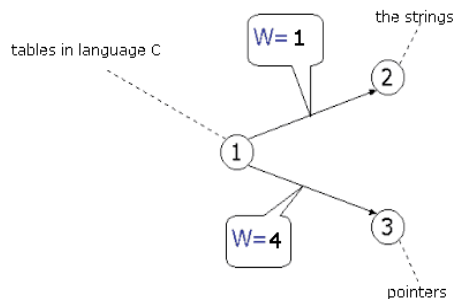 the strings
tables in language C
W= 1
2
1
3
W=4
pointers